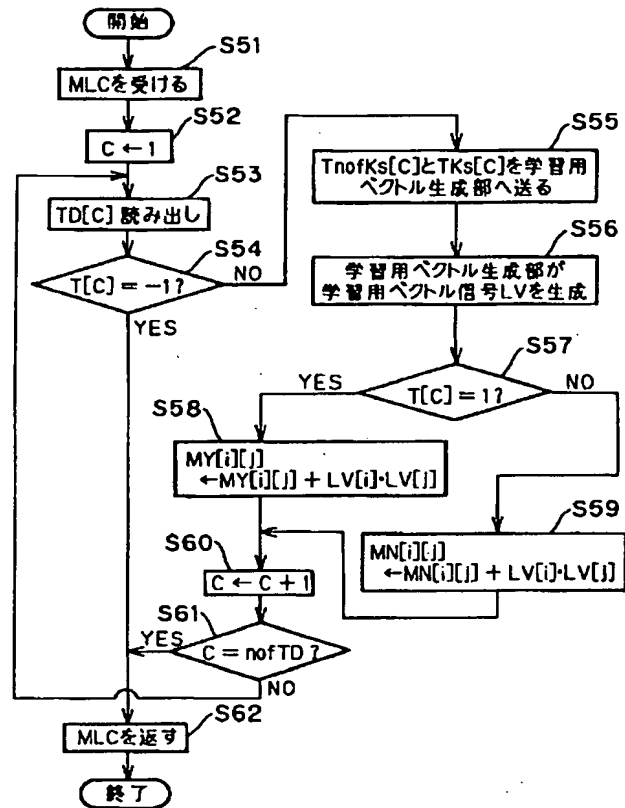 開始
S51
MLCを受ける
S52
C←1
S53
TD[C]読み出し
S54
T[C]=−1?
NO
YES
S55
TnofKs[C]とTKs[C]を学習用
ベクトル生成部へ送る
S56
学習用ベクトル生成部が
学習用ベクトル信号LVを生成
S57
T[C]=1?
YES
NO
S58
MY[i][j]
←MY[i][j]+LV[i]·LV[j]
S59
MN[i][j]
←MN[i][j]+LV[i]·LV[j]
S60
C←C+1
S61
C=nofTD?
YES
NO
S62
MLCを返す
終了